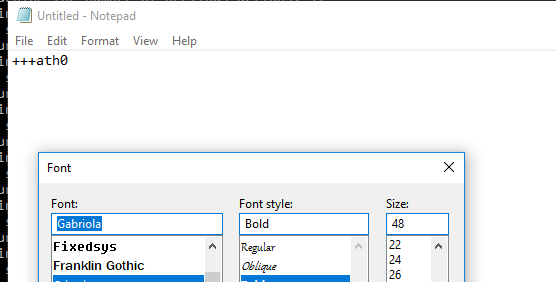 Untitled - Notepad
File Edit Format View Help
+++ath0
Font
Font: Font style: Size:
Gabriola Bold 48
Fixedsys Regular 22
Franklin Gothic Oblique 24
26